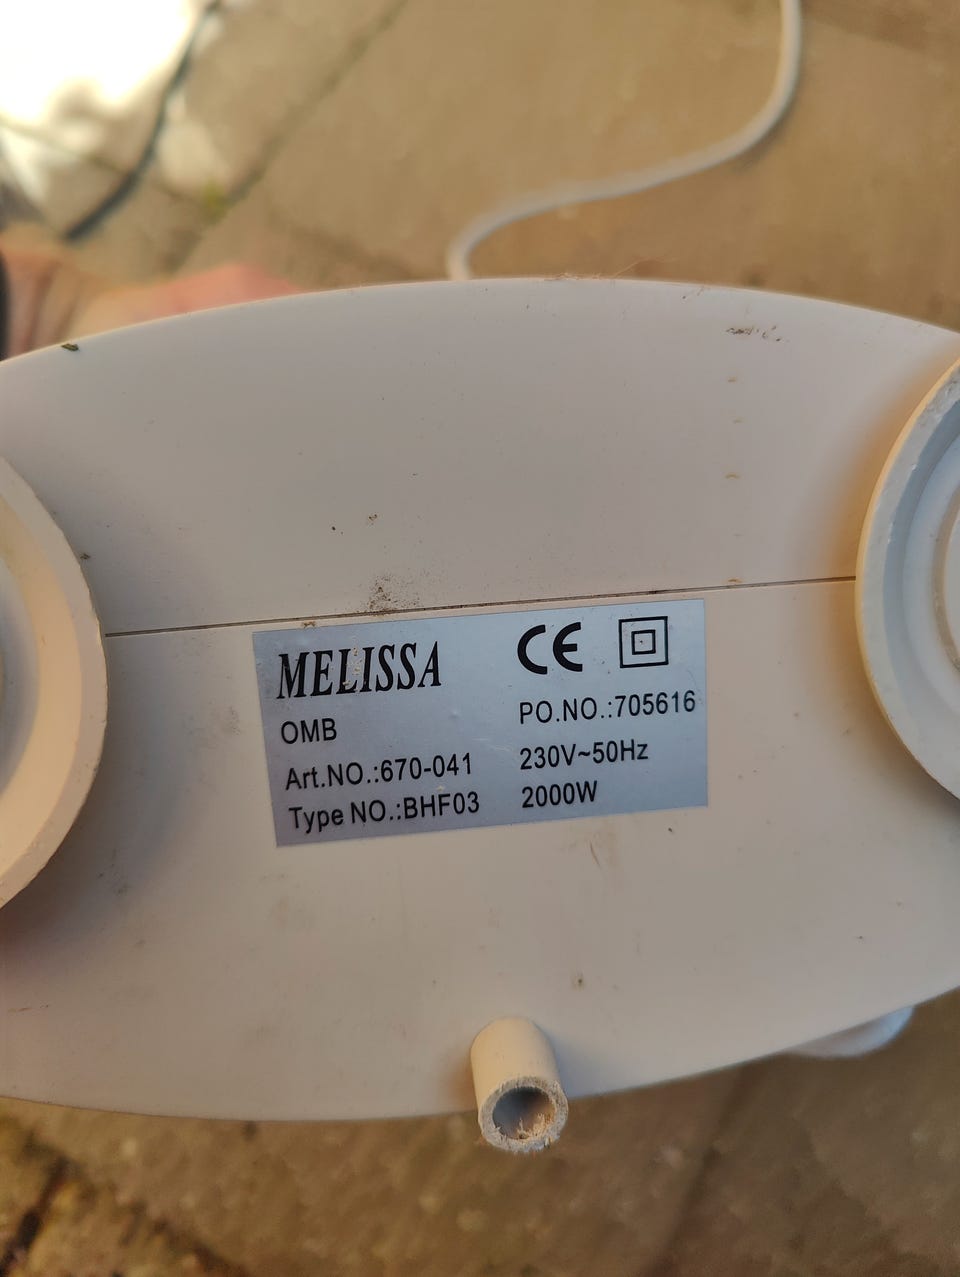 MELISSA
OMB
Art.NO.:670-041
Type NO.:BHF03
CE
PO.NO.:705616
230V~50Hz
2000W